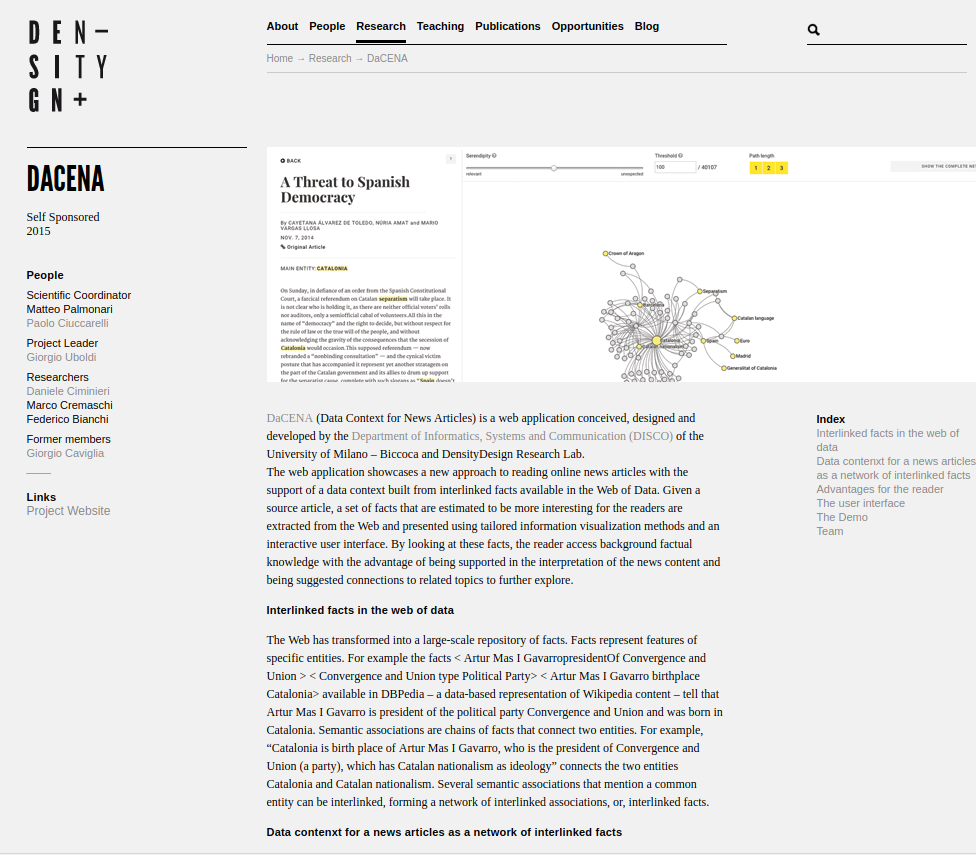 DEN–
SITY
GN+
About People Research Teaching Publications Opportunities Blog
Home → Research → DaCENA
DACENA
Self Sponsored
2015
People
Scientific Coordinator
Matteo Palmonari
Paolo Ciuccarelli
Project Leader
Giorgio Uboldi
Researchers
Daniele Ciminieri
Marco Cremaschi
Federico Bianchi
Former members
Giorgio Caviglia
Links
Project Website
BACK
A Threat to Spanish
Democracy
By CAYETANA ÁLVAREZ DE TOLEDO, NÚRIA AMAT and MARIO
VARGAS LLOSA
NOV. 7, 2014
Original Article
MAIN ENTITY: CATALONIA
On Sunday, in defiance of an order from the Spanish Constitutional
Court, a farcical referendum on Catalan separatism will take place. It
is not clear who is holding it, as there are neither official voters' rolls
nor auditors, only a semiofficial cabal of volunteers.All this in the
name of "democracy" and the right to decide, but without respect for
the role of law or the true will of the people, and without
acknowledging the gravity of the consequences that the secession of
Catalonia would occasion.This supposed referendum — now
rebranded a "nonbinding consultation" — and the cynical victim
posture that has accompanied it represent yet another stratagem on
the part of the Catalan government and its allies to drum up support
for the separatist cause, complete with such slogans as "Spain doesn't
Serendipity
relevant unexpected
Threshold
100 / 40107
Path length
1 2 3
SHOW THE COMPLETE NE
Crown of Aragon
Separatism
Barcelona
Catalan language
Catalonia
Catalan nationalism
Spain
Euro
Madrid
Generalitat of Catalonia
DaCENA (Data Context for News Articles) is a web application conceived, designed and
developed by the Department of Informatics, Systems and Communication (DISCO) of the
University of Milano – Biccoca and DensityDesign Research Lab.
The web application showcases a new approach to reading online news articles with the
support of a data context built from interlinked facts available in the Web of Data. Given a
source article, a set of facts that are estimated to be more interesting for the readers are
extracted from the Web and presented using tailored information visualization methods and an
interactive user interface. By looking at these facts, the reader access background factual
knowledge with the advantage of being supported in the interpretation of the news content and
being suggested connections to related topics to further explore.
Interlinked facts in the web of data
The Web has transformed into a large-scale repository of facts. Facts represent features of
specific entities. For example the facts < Artur Mas I GavarropresidentOf Convergence and
Union > < Convergence and Union type Political Party> < Artur Mas I Gavarro birthplace
Catalonia> available in DBPedia – a data-based representation of Wikipedia content – tell that
Artur Mas I Gavarro is president of the political party Convergence and Union and was born in
Catalonia. Semantic associations are chains of facts that connect two entities. For example,
“Catalonia is birth place of Artur Mas I Gavarro, who is the president of Convergence and
Union (a party), which has Catalan nationalism as ideology” connects the two entities
Catalonia and Catalan nationalism. Several semantic associations that mention a common
entity can be interlinked, forming a network of interlinked associations, or, interlinked facts.
Data contenxt for a news articles as a network of interlinked facts
Index
Interlinked facts in the web of
data
Data contenxt for a news articles
as a network of interlinked facts
Advantages for the reader
The user interface
The Demo
Team